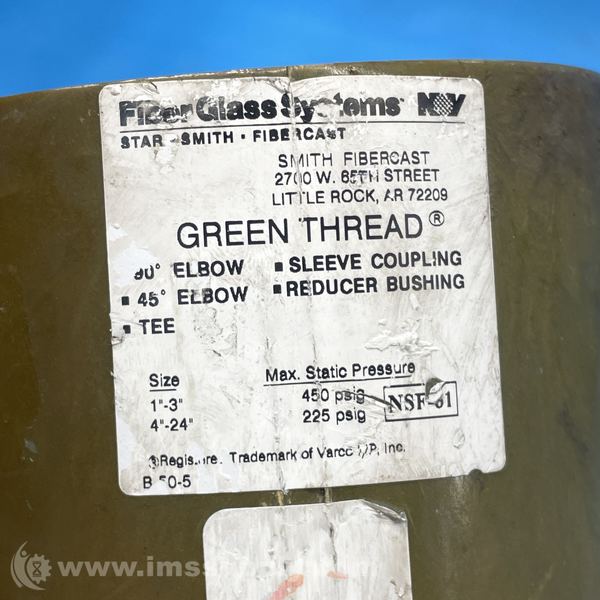 FiberGlass Systems NOV
STAR • SMITH • FIBERCAST
SMITH FIBERCAST
2700 W. 65TH STREET
LITTLE ROCK, AR 72209
GREEN THREAD®
90° ELBOW ▪ SLEEVE COUPLING
▪ 45° ELBOW ▪ REDUCER BUSHING
▪ TEE
Size Max. Static Pressure
1"-3" 450 psig
4"-24" 225 psig
NSF-61
®Registere. Trademark of Varco I/P, Inc.
www.ims